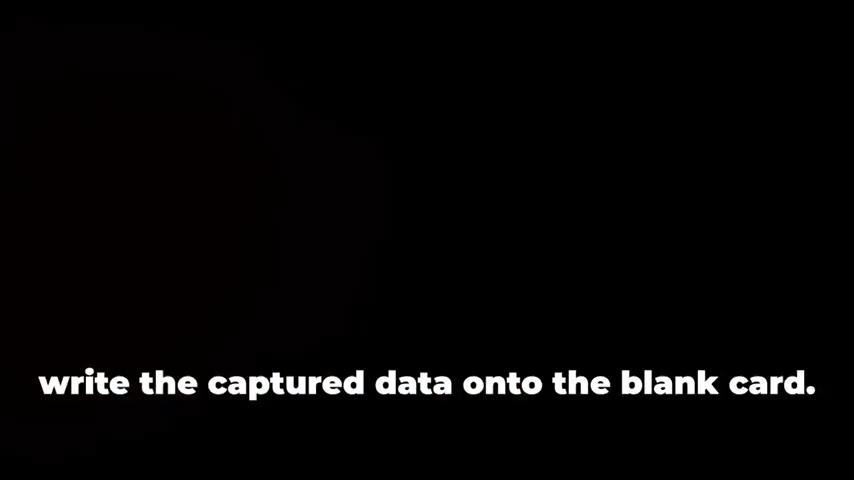 write the captured data onto the blank card.